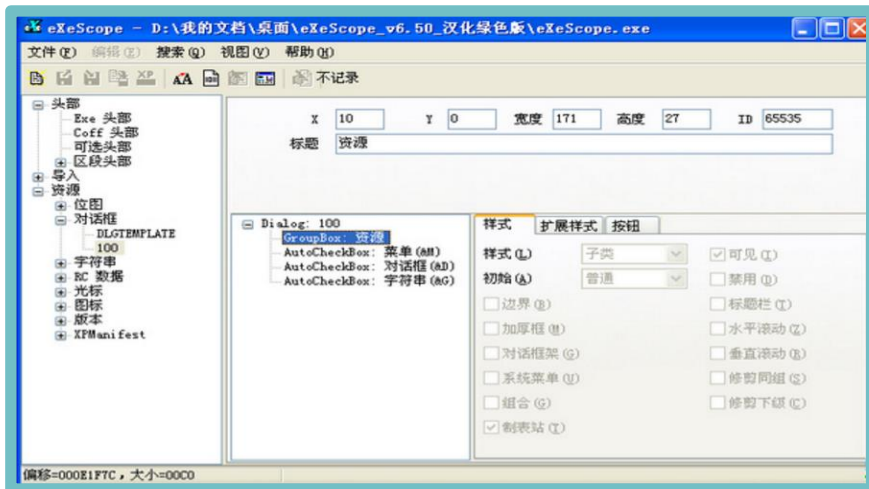 eXeScope - D:\我的文档\桌面\eXeScope_v6.50_汉化绿色版\eXeScope.exe
文件(F) 编辑(E) 搜索(Q) 视图(V) 帮助(H)
不记录
头部
Exe 头部
Coff 头部
可选头部
区段头部
导入
资源
位图
对话框
DLGTEMPLATE
100
字符串
RC 数据
光标
图标
版本
XPManifest
X 10 Y 0 宽度 171 高度 27 ID 65535
标题 资源
Dialog: 100
GroupBox: 资源
AutoCheckBox: 菜单(&M)
AutoCheckBox: 对话框(&D)
AutoCheckBox: 字符串(&G)
样式 扩展样式 按钮
样式(L) 子类 可见(I)
初始(A) 普通 禁用(D)
边界(B) 标题栏(T)
加厚框(M) 水平滚动(Z)
对话框架(G) 垂直滚动(R)
系统菜单(U) 修剪同组(S)
组合(G) 修剪下级(C)
制表站(T)
偏移=000E1F7C，大小=00C0